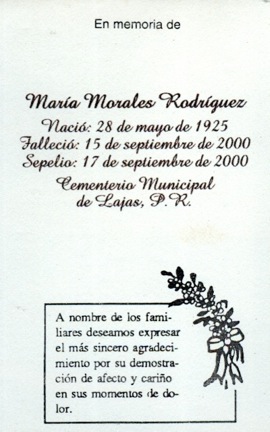 En memoria de
María Morales Rodríguez
Nació: 28 de mayo de 1925
Falleció: 15 de septiembre de 2000
Sepelio: 17 de septiembre de 2000
Cementerio Municipal
de Lajas, P.R.
A nombre de los fami-
liares deseamos expresar
el más sincero agradeci-
miento por su demostra-
ción de afecto y cariño
en sus momentos de do-
lor.